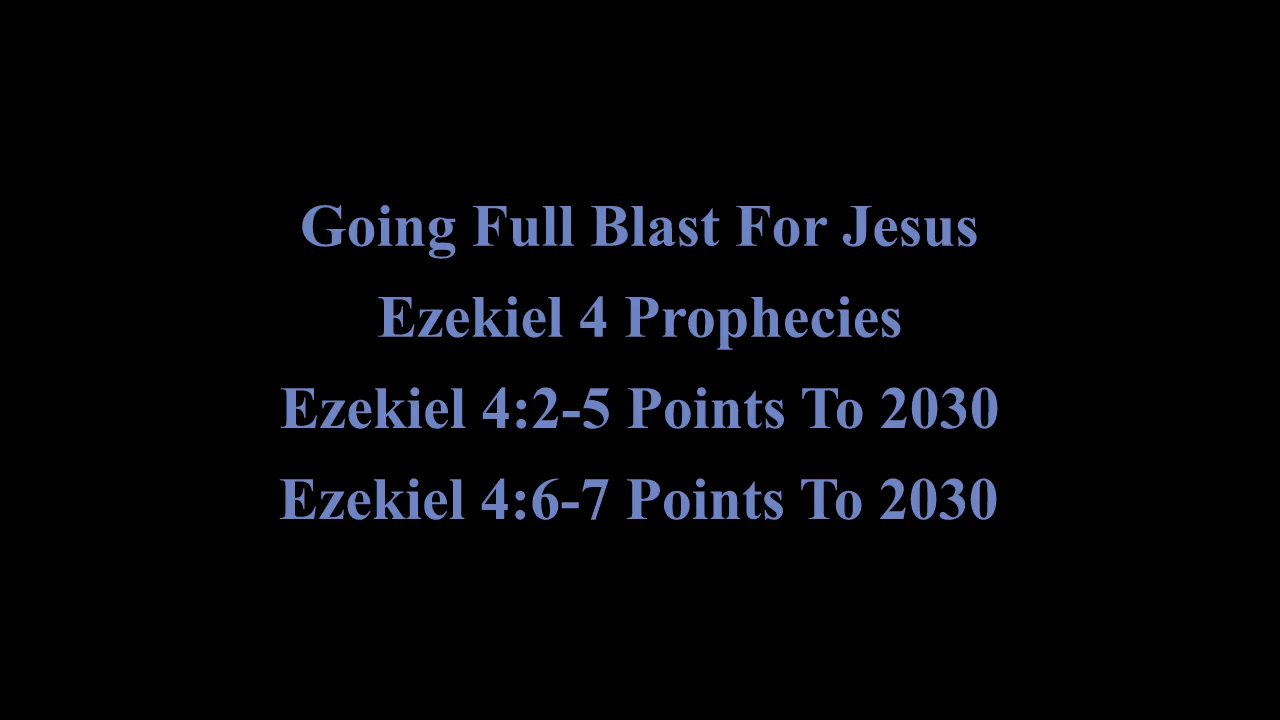 Going Full Blast For Jesus
Ezekiel 4 Prophecies
Ezekiel 4:2-5 Points To 2030
Ezekiel 4:6-7 Points To 2030